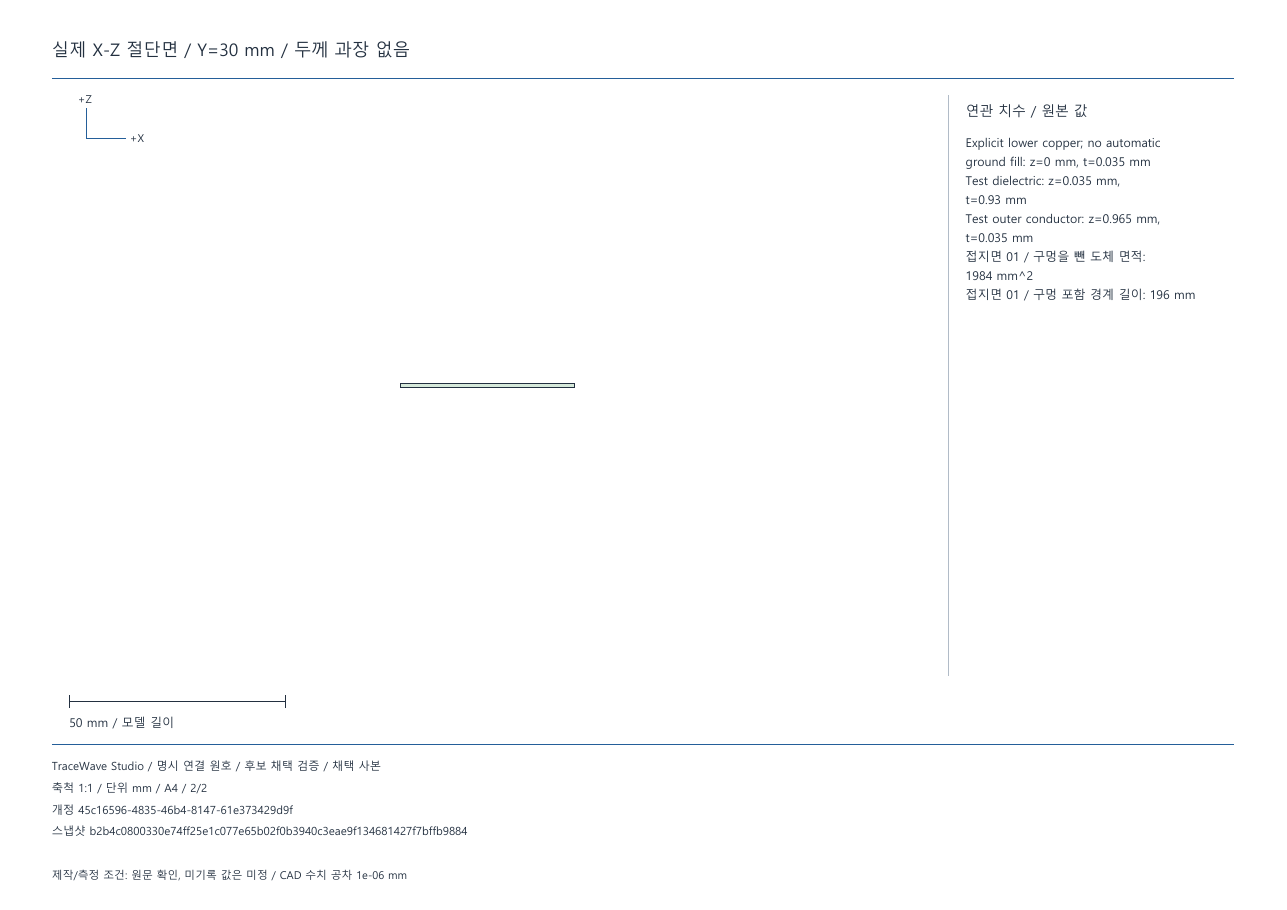 실제 X-Z 절단면 / Y=30 mm / 두께 과장 없음
+Z
+X
연관 치수 / 원본 값
Explicit lower copper; no automatic
ground fill: z=0 mm, t=0.035 mm
Test dielectric: z=0.035 mm,
t=0.93 mm
Test outer conductor: z=0.965 mm,
t=0.035 mm
접지면 01 / 구멍을 뺀 도체 면적:
1984 mm^2
접지면 01 / 구멍 포함 경계 길이: 196 mm
50 mm / 모델 길이
TraceWave Studio / 명시 연결 원호 / 후보 채택 검증 / 채택 사본
축척 1:1 / 단위 mm / A4 / 2/2
개정 45c16596-4835-46b4-8147-61e373429d9f
스냅샷 b2b4c0800330e74ff25e1c077e65b02f0b3940c3eae9f134681427f7bffb9884
제작/측정 조건: 원문 확인, 미기록 값은 미정 / CAD 수치 공차 1e-06 mm